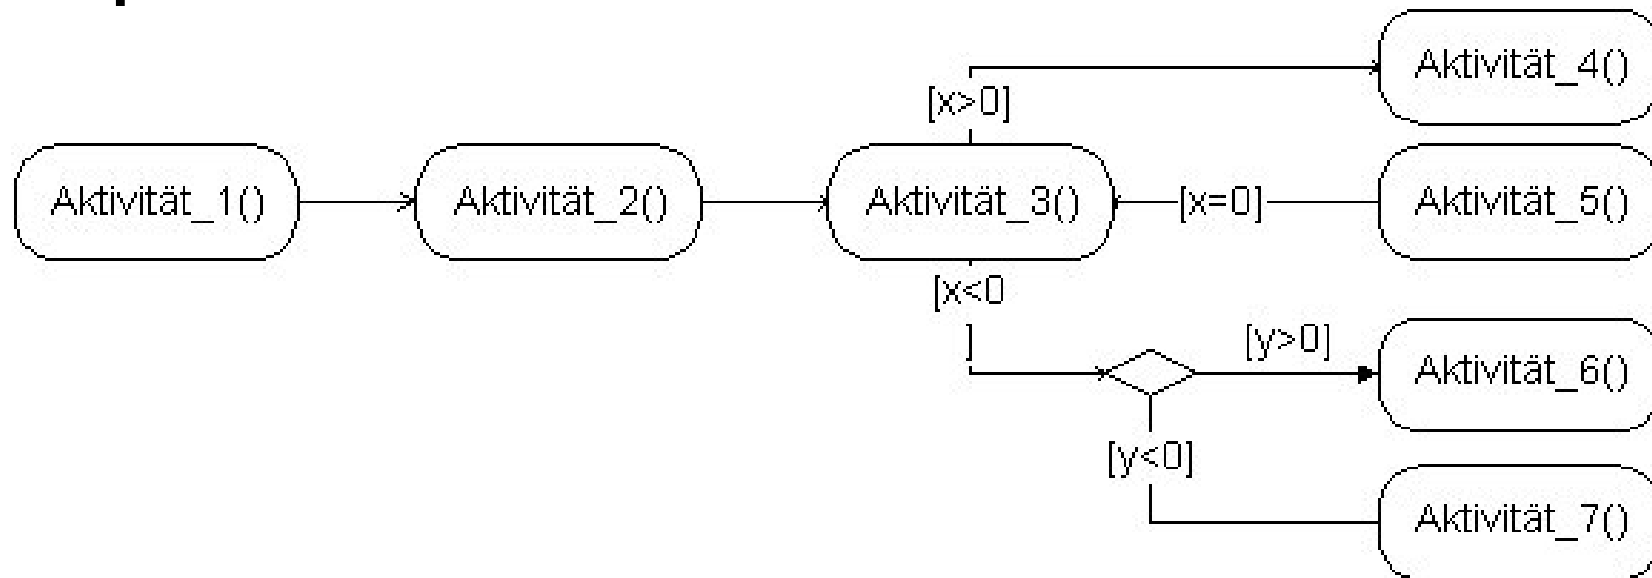 Aktivität_4()
[x>0]
Aktivität_1()
Aktivität_2()
Aktivität_3()
[x=0]
Aktivität_5()
[x<0
[y>0]
Aktivität_6()
[y<0]
Aktivität_7()